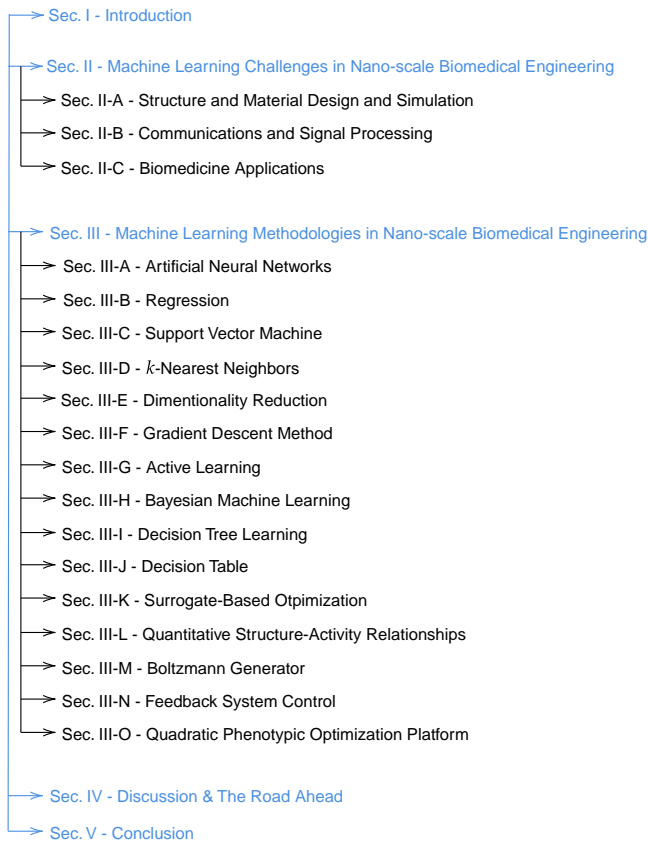 Sec. I - Introduction
Sec. II - Machine Learning Challenges in Nano-scale Biomedical Engineering
Sec. II-A - Structure and Material Design and Simulation
Sec. II-B - Communications and Signal Processing
Sec. II-C - Biomedicine Applications
Sec. III - Machine Learning Methodologies in Nano-scale Biomedical Engineering
Sec. III-A - Artificial Neural Networks
Sec. III-B - Regression
Sec. III-C - Support Vector Machine
Sec. III-D - k-Nearest Neighbors
Sec. III-E - Dimentionality Reduction
Sec. III-F - Gradient Descent Method
Sec. III-G - Active Learning
Sec. III-H - Bayesian Machine Learning
Sec. III-I - Decision Tree Learning
Sec. III-J - Decision Table
Sec. III-K - Surrogate-Based Otpimization
Sec. III-L - Quantitative Structure-Activity Relationships
Sec. III-M - Boltzmann Generator
Sec. III-N - Feedback System Control
Sec. III-O - Quadratic Phenotypic Optimization Platform
Sec. IV - Discussion & The Road Ahead
Sec. V - Conclusion